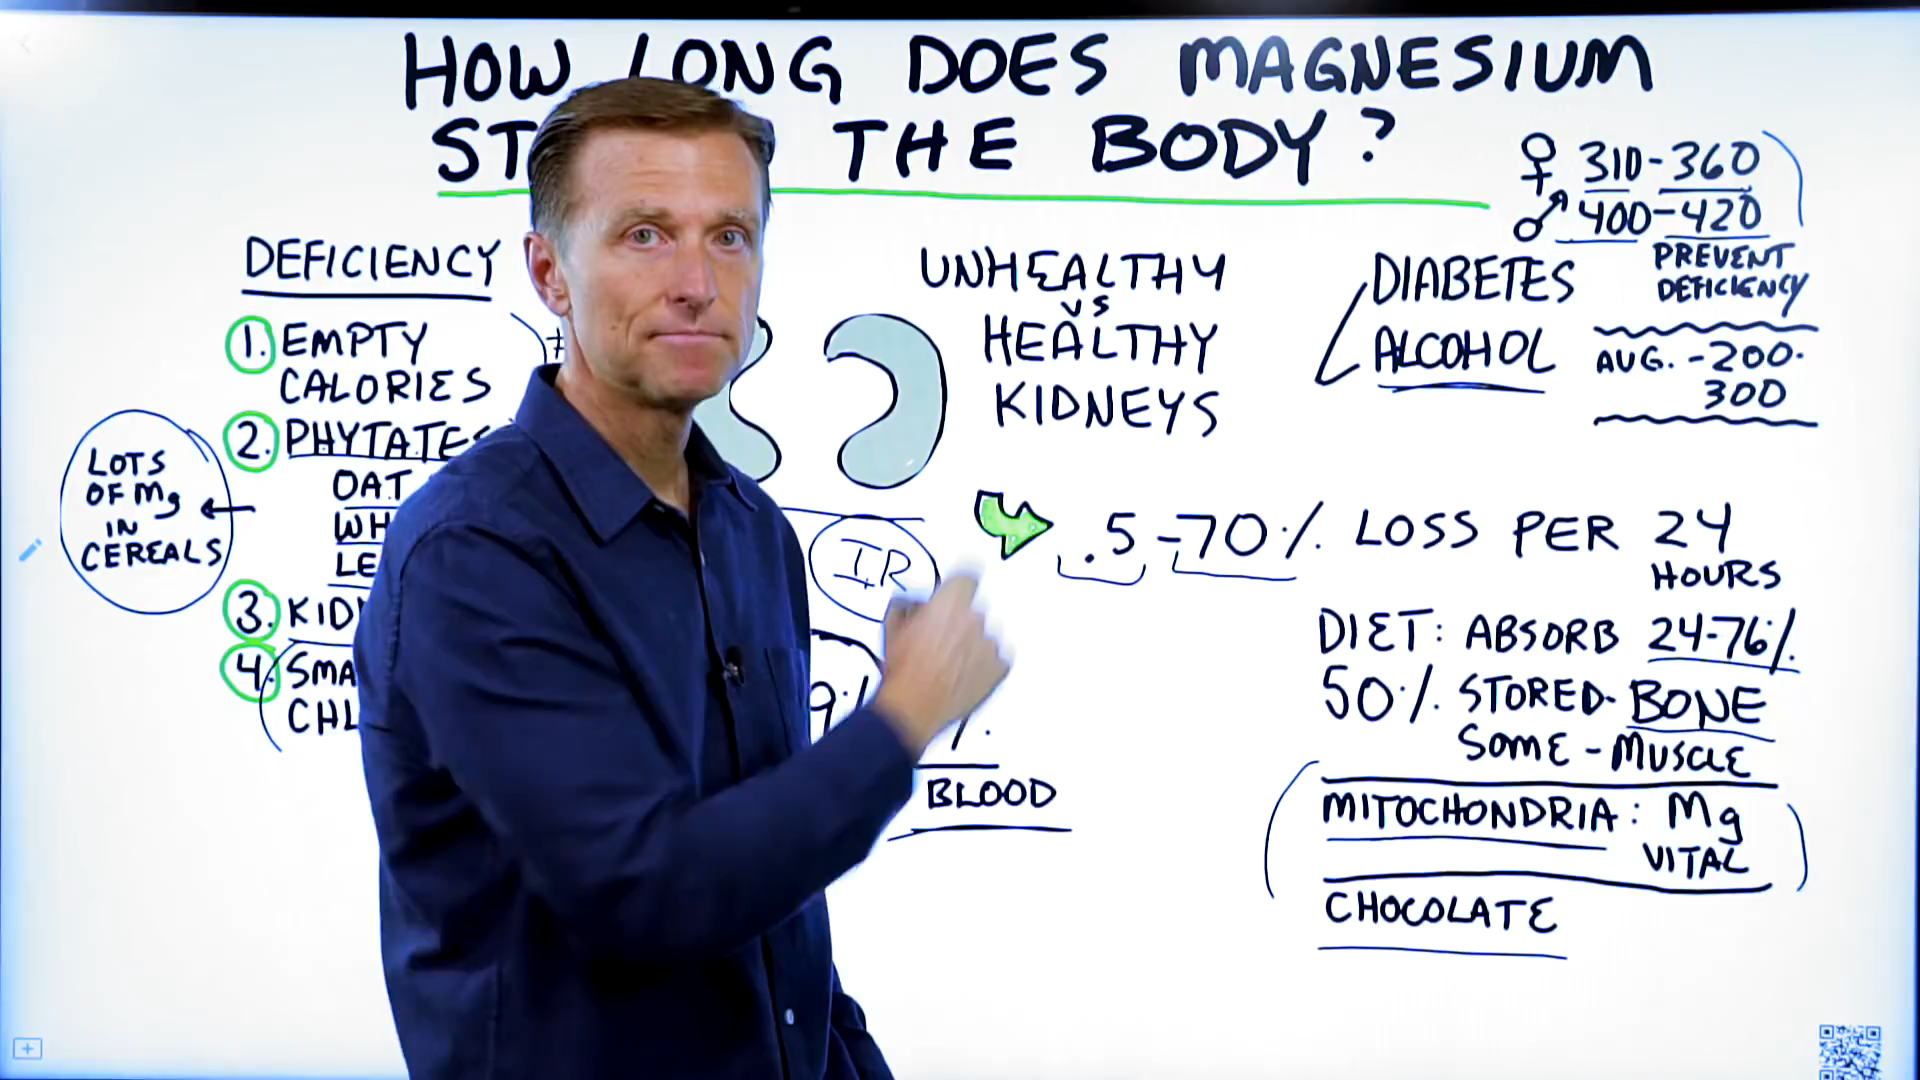 HOW LONG DOES MAGNESIUM
THE BODY?
♀ 310-360
♂ 400-420
PREVENT
DEFICIENCY
AUG. -200.
300
DEFICIENCY
1. EMPTY
CALORIES
2. PHYTATES
OAT
3.
4.
LOTS
OF Mg
IN
CEREALS
UNHEALTHY
VS
HEALTHY
KIDNEYS
DIABETES
ALCOHOL
IR
.5-70% LOSS PER 24
HOURS
DIET: ABSORB 24-76%
50% STORED-BONE
SOME-MUSCLE
MITOCHONDRIA: Mg
VITAL
CHOCOLATE
BLOOD